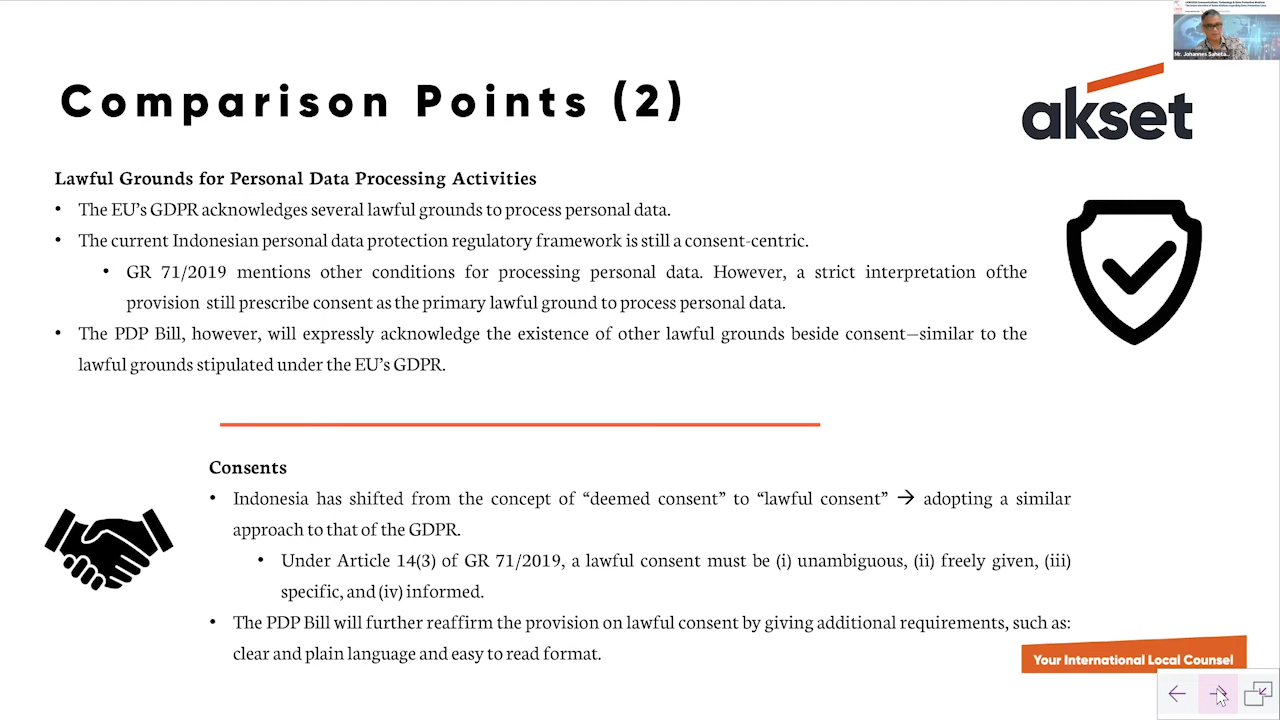 Comparison Points (2)
Mr. Johannes Saheta...
akset
Lawful Grounds for Personal Data Processing Activities
• The EU's GDPR acknowledges several lawful grounds to process personal data.
• The current Indonesian personal data protection regulatory framework is still a consent-centric.
• GR 71/2019 mentions other conditions for processing personal data. However, a strict interpretation ofthe
provision still prescribe consent as the primary lawful ground to process personal data.
• The PDP Bill, however, will expressly acknowledge the existence of other lawful grounds beside consent—similar to the
lawful grounds stipulated under the EU's GDPR.
Consents
• Indonesia has shifted from the concept of “deemed consent” to “lawful consent” → adopting a similar
approach to that of the GDPR.
• Under Article 14(3) of GR 71/2019, a lawful consent must be (i) unambiguous, (ii) freely given, (iii)
specific, and (iv) informed.
• The PDP Bill will further reaffirm the provision on lawful consent by giving additional requirements, such as:
clear and plain language and easy to read format.
Your International Local Counsel